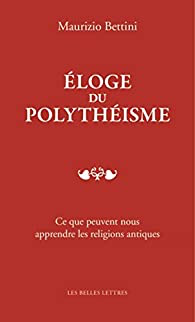 Maurizio Bettini
ÉLOGE
DU
POLYTHÉISME
Ce que peuvent nous
apprendre les religions antiques
LES BELLES LETTRES